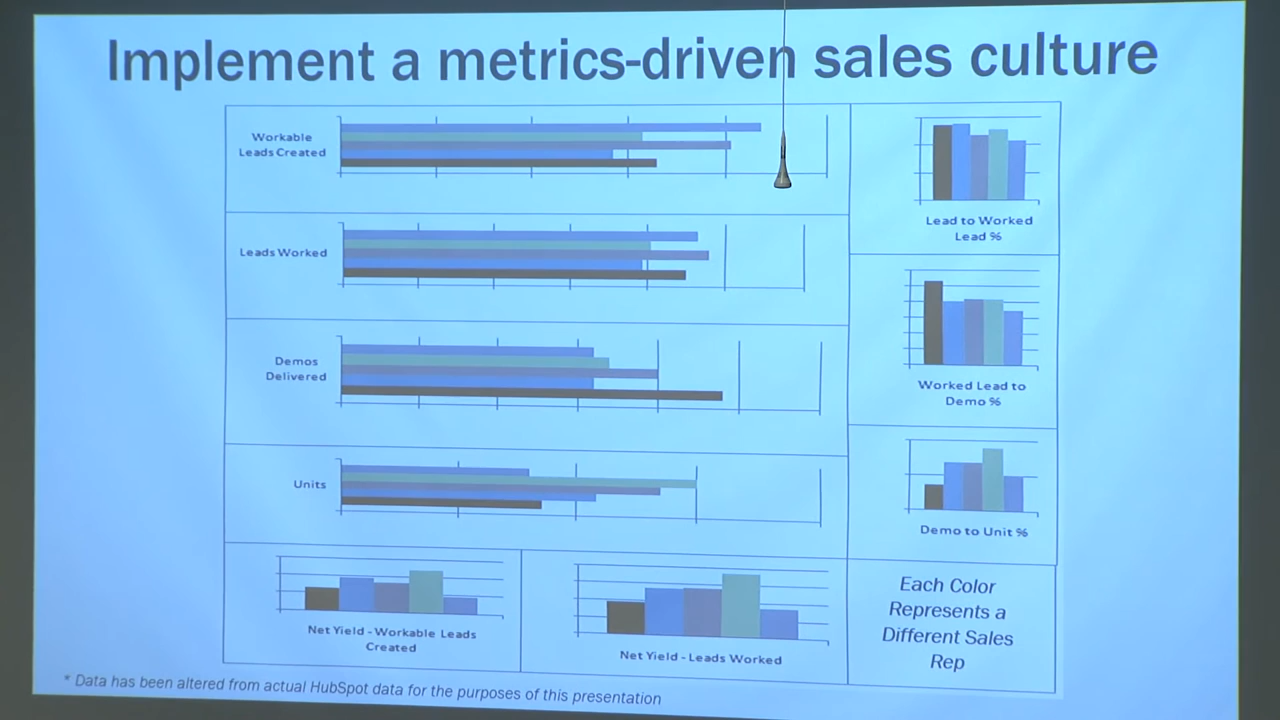 Implement a metrics-driven sales culture
Workable
Leads Created
Leads Worked
Demos
Delivered
Units
Lead to Worked
Lead %
Worked Lead to
Demo %
Demo to Unit %
Net Yield - Workable Leads
Created
Net Yield - Leads Worked
Each Color
Represents a
Different Sales
Rep
* Data has been altered from actual HubSpot data for the purposes of this presentation